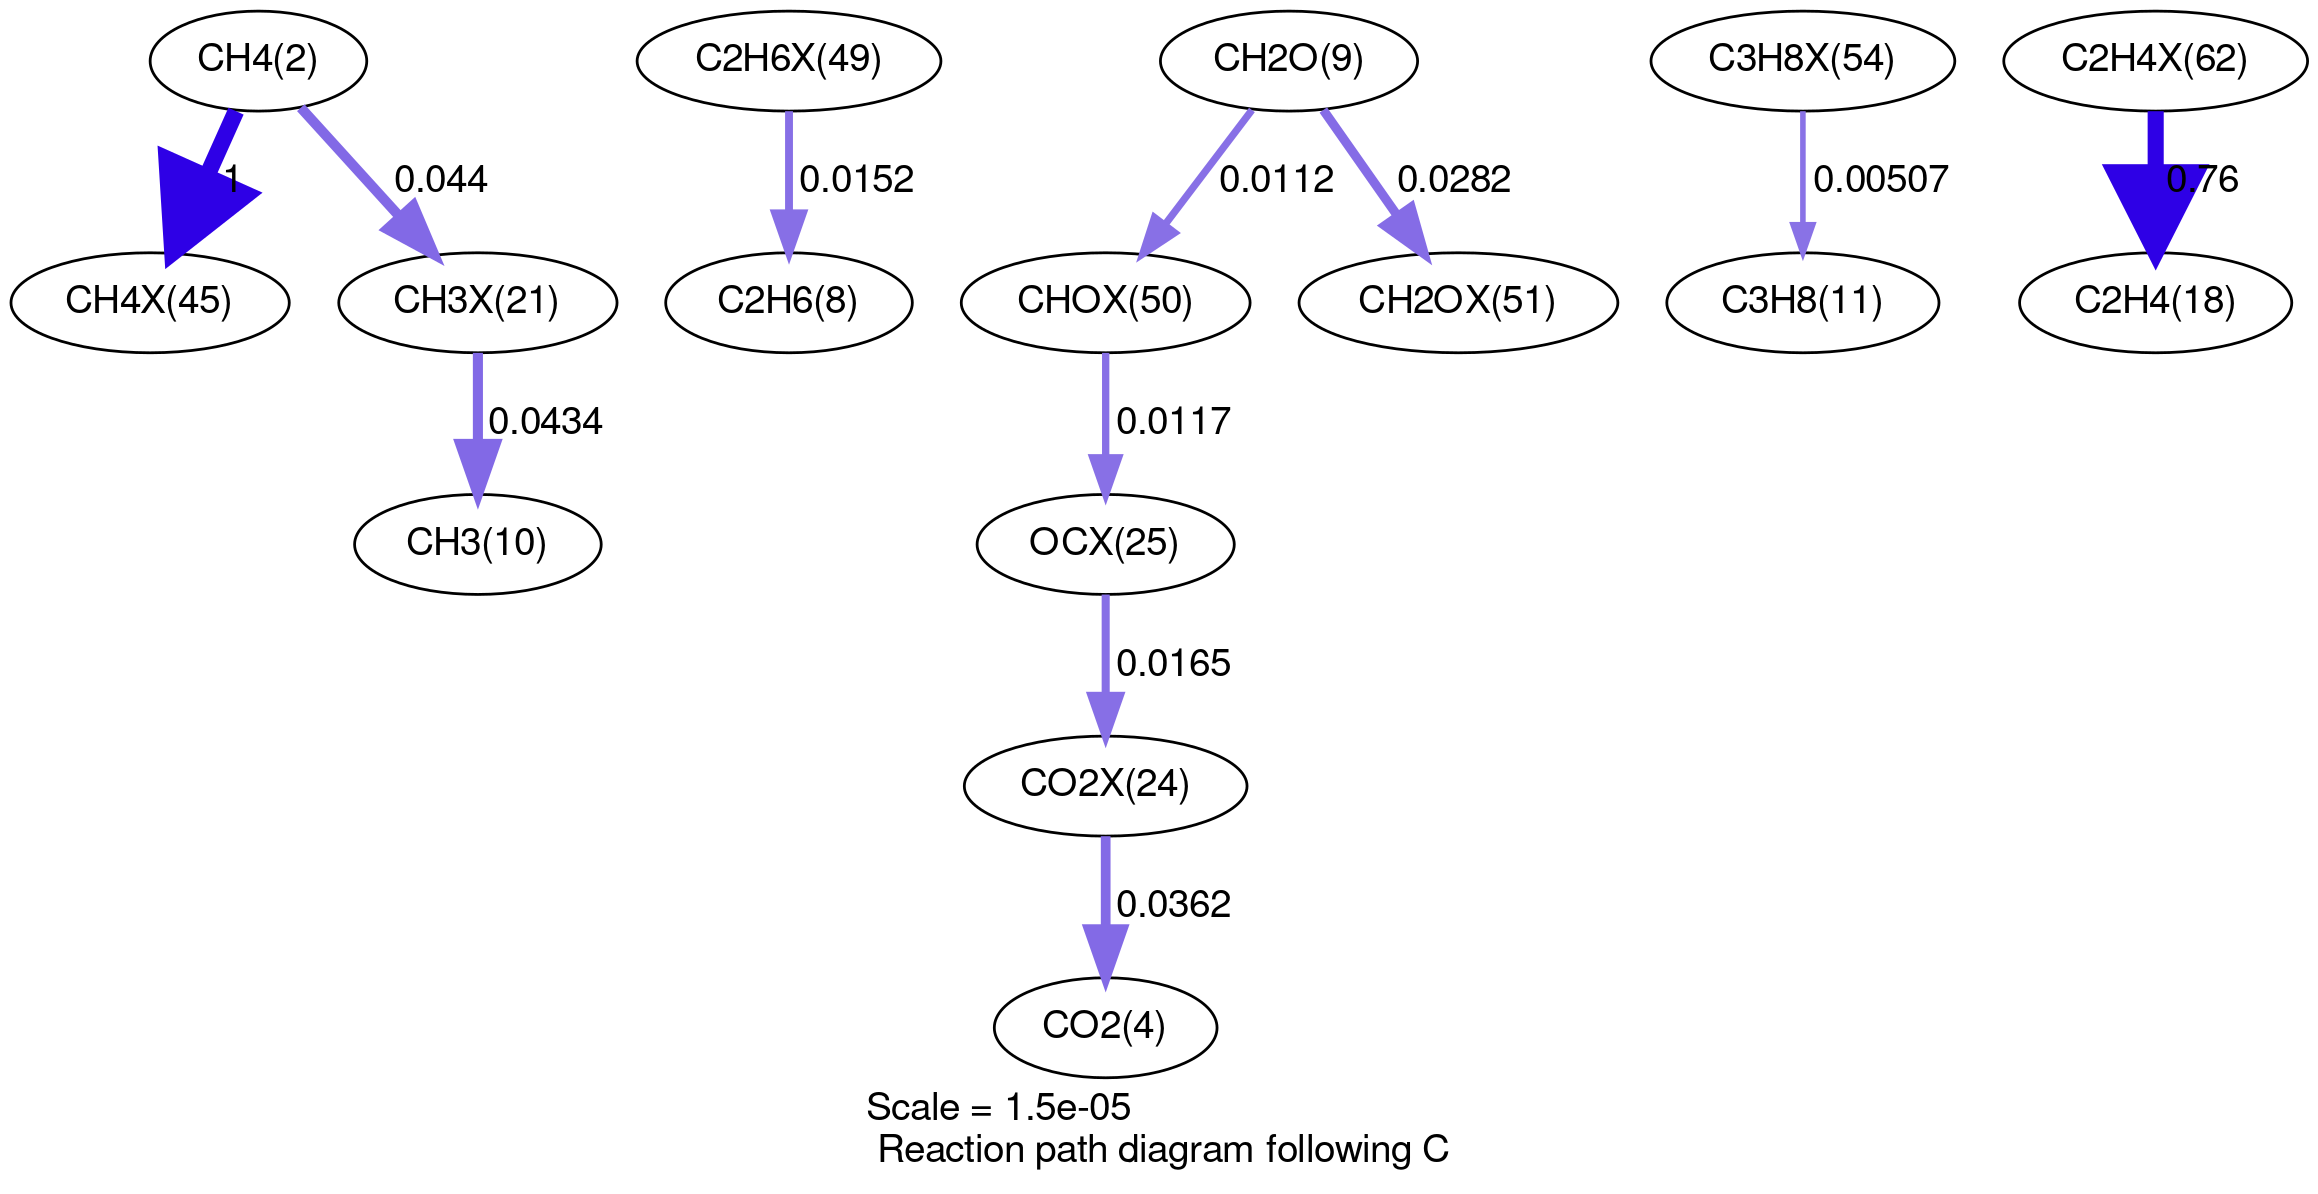 CH4(2)
C2H6X(49)
CH2O(9)
C3H8X(54)
C2H4X(62)
1
0.044
0.0152
0.0112
0.0282
0.00507
0.76
CH4X(45)
CH3X(21)
C2H6(8)
CHOX(50)
CH2OX(51)
C3H8(11)
C2H4(18)
0.0434
0.0117
CH3(10)
OCX(25)
0.0165
CO2X(24)
0.0362
CO2(4)
Scale = 1.5e-05
Reaction path diagram following C